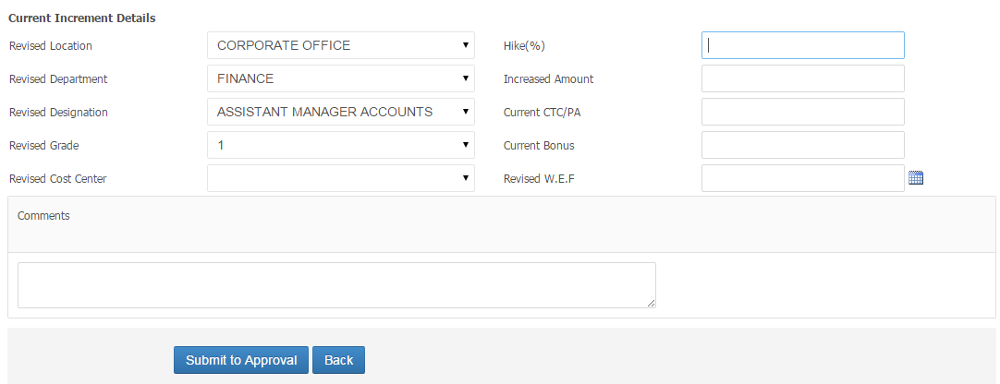 Current Increment Details
Revised Location CORPORATE OFFICE Hike(%)
Revised Department FINANCE Increased Amount
Revised Designation ASSISTANT MANAGER ACCOUNTS Current CTC/PA
Revised Grade 1 Current Bonus
Revised Cost Center Revised W.E.F
Comments
Submit to Approval Back